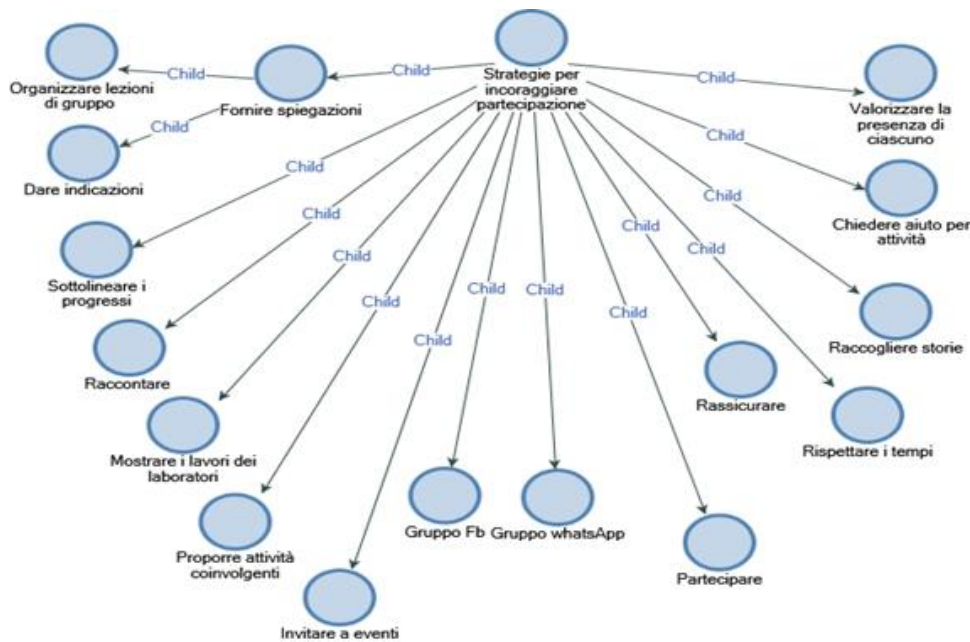 Strategie per
incoraggiare
partecipazione
Child
Fornire spiegazioni
Child
Organizzare lezioni
di gruppo
Child
Dare indicazioni
Child
Sottolineare i
progressi
Child
Raccontare
Child
Mostrare i lavori dei
laboratori
Child
Proporre attività
coinvolgenti
Child
Invitare a eventi
Child
Gruppo Fb
Child
Gruppo whatsApp
Child
Partecipare
Child
Rassicurare
Child
Rispettare i tempi
Child
Raccogliere storie
Child
Chiedere aiuto per
attività
Child
Valorizzare la
presenza di
ciascuno